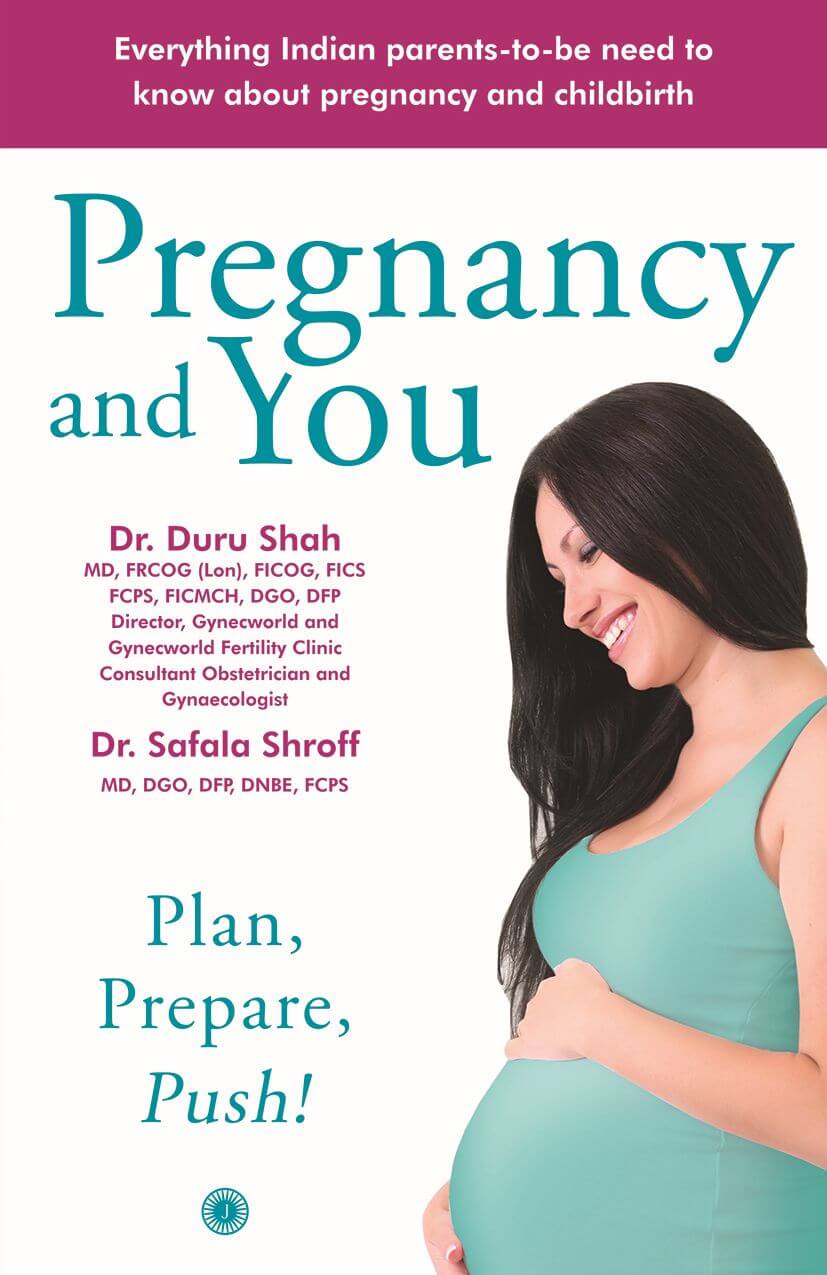 Everything Indian parents-to-be need to
know about pregnancy and childbirth
Pregnancy
and You
Dr. Duru Shah
MD, FRCOG (Lon), FICOG, FICS
FCPS, FICMCH, DGO, DFP
Director, Gynecworld and
Gynecworld Fertility Clinic
Consultant Obstetrician and
Gynaecologist
Dr. Safala Shroff
MD, DGO, DFP, DNBE, FCPS
Plan,
Prepare,
Push!
J